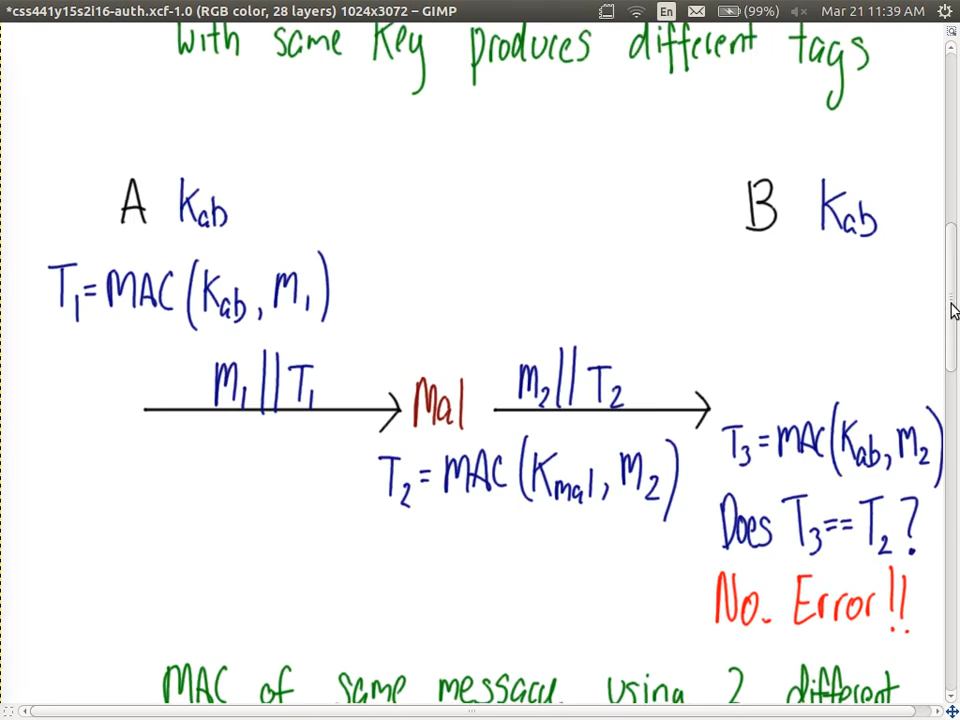 *css441y15s2i16-auth.xcf-1.0 (RGB color, 28 layers) 1024x3072 – GIMP En (99%) Mar 21 11:39 AM
with same key produces different tags
A Kab B Kab
T1=MAC(Kab, M1)
M1||T1 Mal M2||T2
T2=MAC(Kmal, M2)
T3=MAC(Kab, M2)
Does T3==T2?
No. Error!!
MAC of same message using 2 different